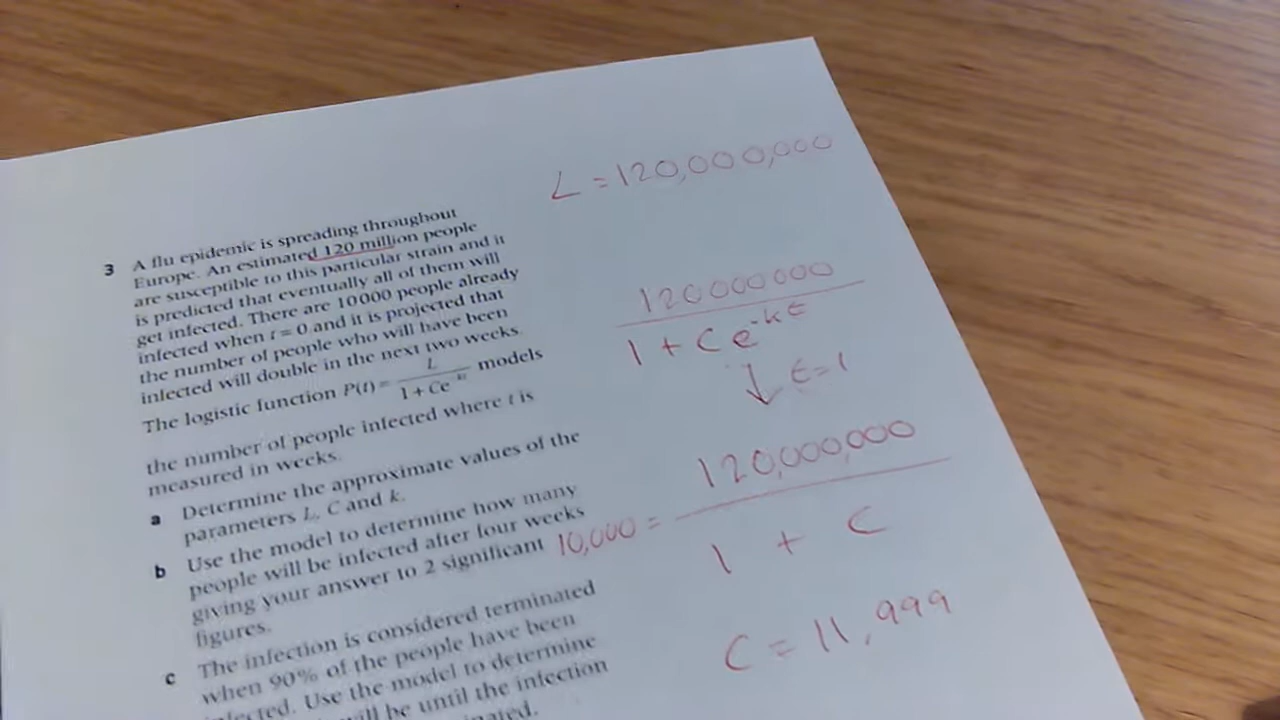 L = 120,000,000
3 A flu epidemic is spreading throughout
Europe. An estimated 120 million people
are susceptible to this particular strain and it
is predicted that eventually all of them will
get infected. There are 10000 people already
infected when t = 0 and it is projected that
the number of people who will have been
infected will double in the next two weeks.
The logistic function P(t) = L / 1 + Ce^-kt models
the number of people infected where t is
measured in weeks.
a Determine the approximate values of the
parameters L, C and k.
b Use the model to determine how many
people will be infected after four weeks
giving your answer to 2 significant
figures.
c The infection is considered terminated
when 90% of the people have been
infected. Use the model to determine
will be until the infection
120000000
1 + C e^-kt
↓ t=1
120,000,000
10,000 =
1 + C
C = 11,999